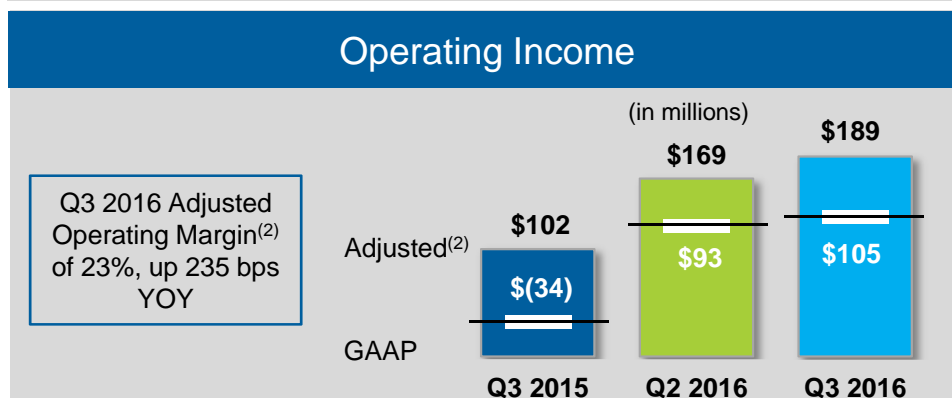 Operating Income
(in millions)
Q3 2016 Adjusted
Operating Margin(2)
of 23%, up 235 bps
YOY
Adjusted(2)
GAAP
$102
$(34)
Q3 2015
$169
$93
Q2 2016
$189
$105
Q3 2016